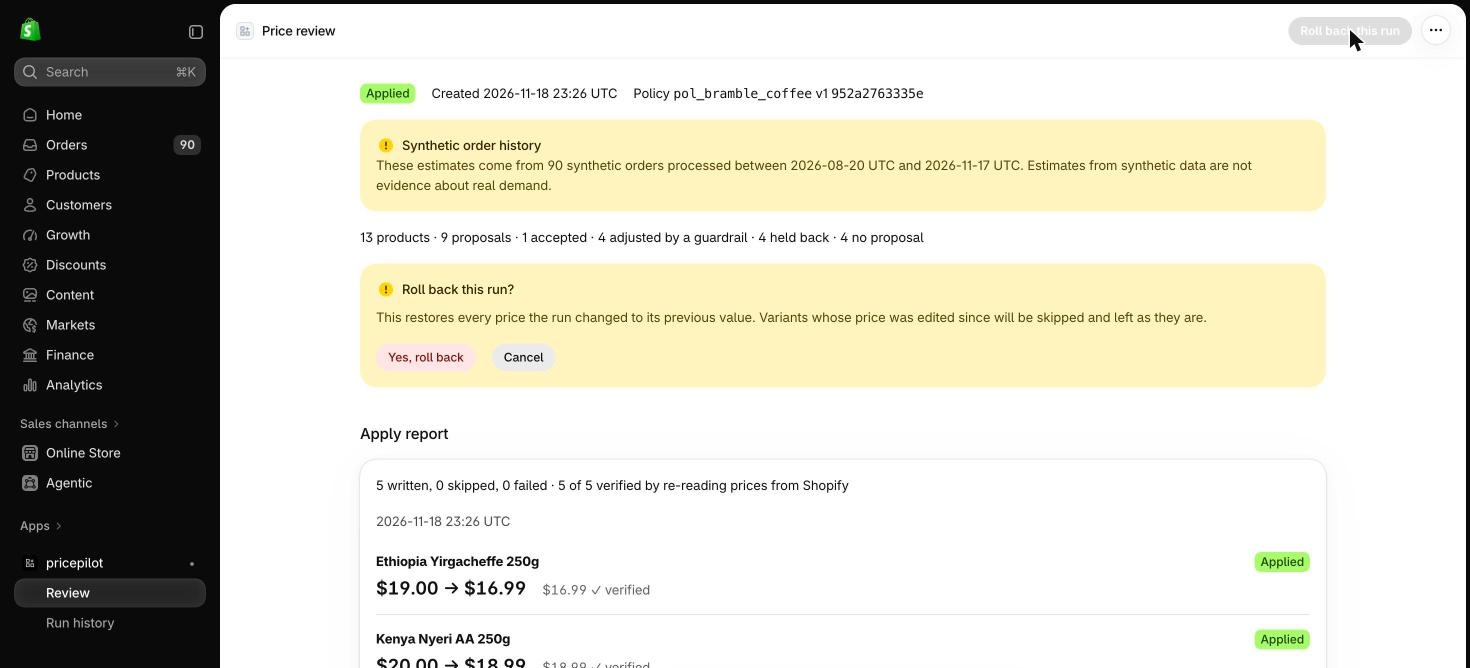 Search ⌘K
Home
Orders 90
Products
Customers
Growth
Discounts
Content
Markets
Finance
Analytics
Sales channels >
Online Store
Agentic
Apps >
pricepilot
Review
Run history
Price review
Roll back this run
Applied Created 2026-11-18 23:26 UTC Policy pol_bramble_coffee v1 952a2763335e
Synthetic order history
These estimates come from 90 synthetic orders processed between 2026-08-20 UTC and 2026-11-17 UTC. Estimates from synthetic data are not
evidence about real demand.
13 products · 9 proposals · 1 accepted · 4 adjusted by a guardrail · 4 held back · 4 no proposal
Roll back this run?
This restores every price the run changed to its previous value. Variants whose price was edited since will be skipped and left as they are.
Yes, roll back Cancel
Apply report
5 written, 0 skipped, 0 failed · 5 of 5 verified by re-reading prices from Shopify
2026-11-18 23:26 UTC
Ethiopia Yirgacheffe 250g Applied
$19.00 → $16.99 $16.99 ✓ verified
Kenya Nyeri AA 250g Applied
$20.00 → $18.99 $18.99 ✓ verified